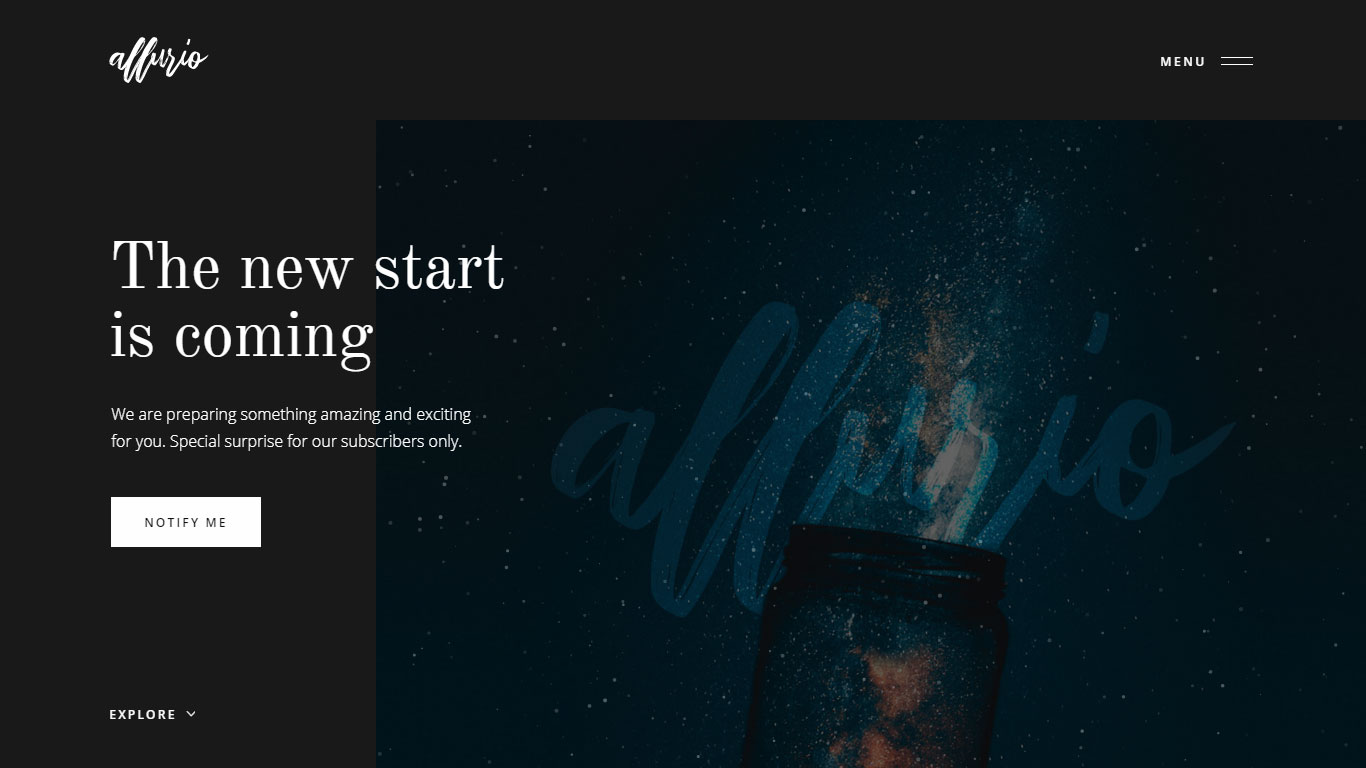 allurio
MENU
The new start
is coming
We are preparing something amazing and exciting
for you. Special surprise for our subscribers only.
allurio
NOTIFY ME
EXPLORE